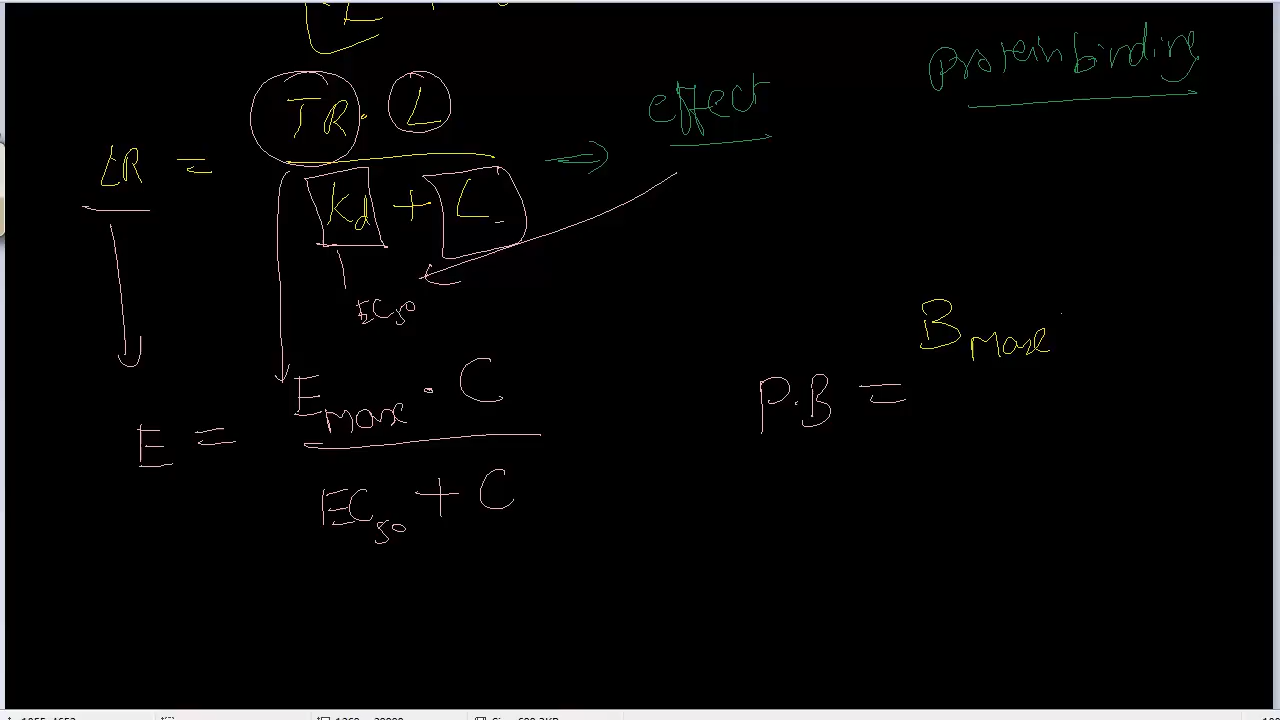 protein binding
effect
LR = TR . L
Kd + L
EC50
Bmax
P.B =
E = Emax . C
EC50 + C